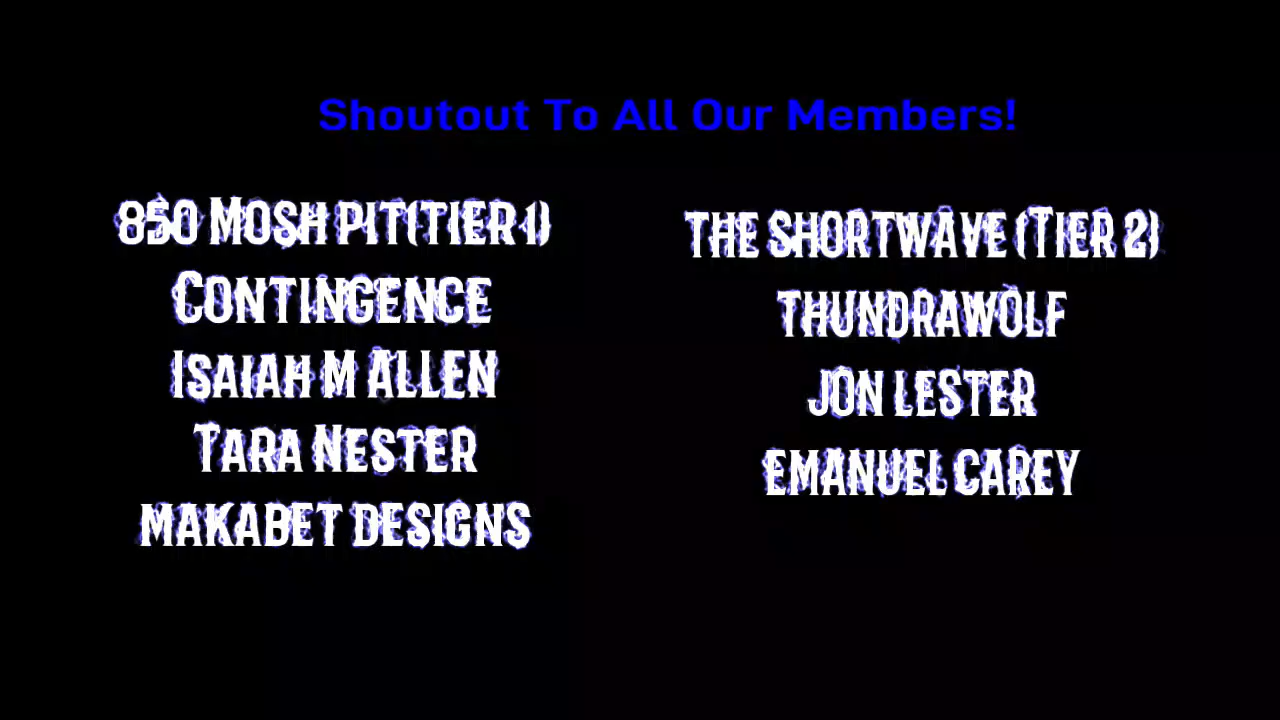 Shoutout To All Our Members!
850 Mosh pit(Tier 1)
Contingence
Isaiah M Allen
Tara Nester
makabet designs
the Shortwave (Tier 2)
thundrawolf
jon lester
emanuel carey